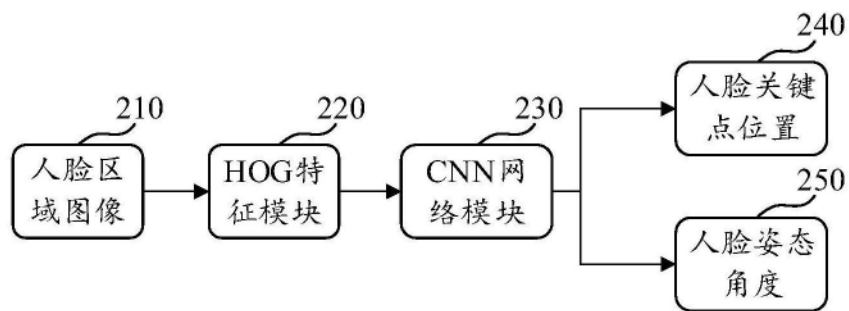 210
人脸区
域图像
220
HOG特
征模块
230
CNN网
络模块
240
人脸关键
点位置
250
人脸姿态
角度